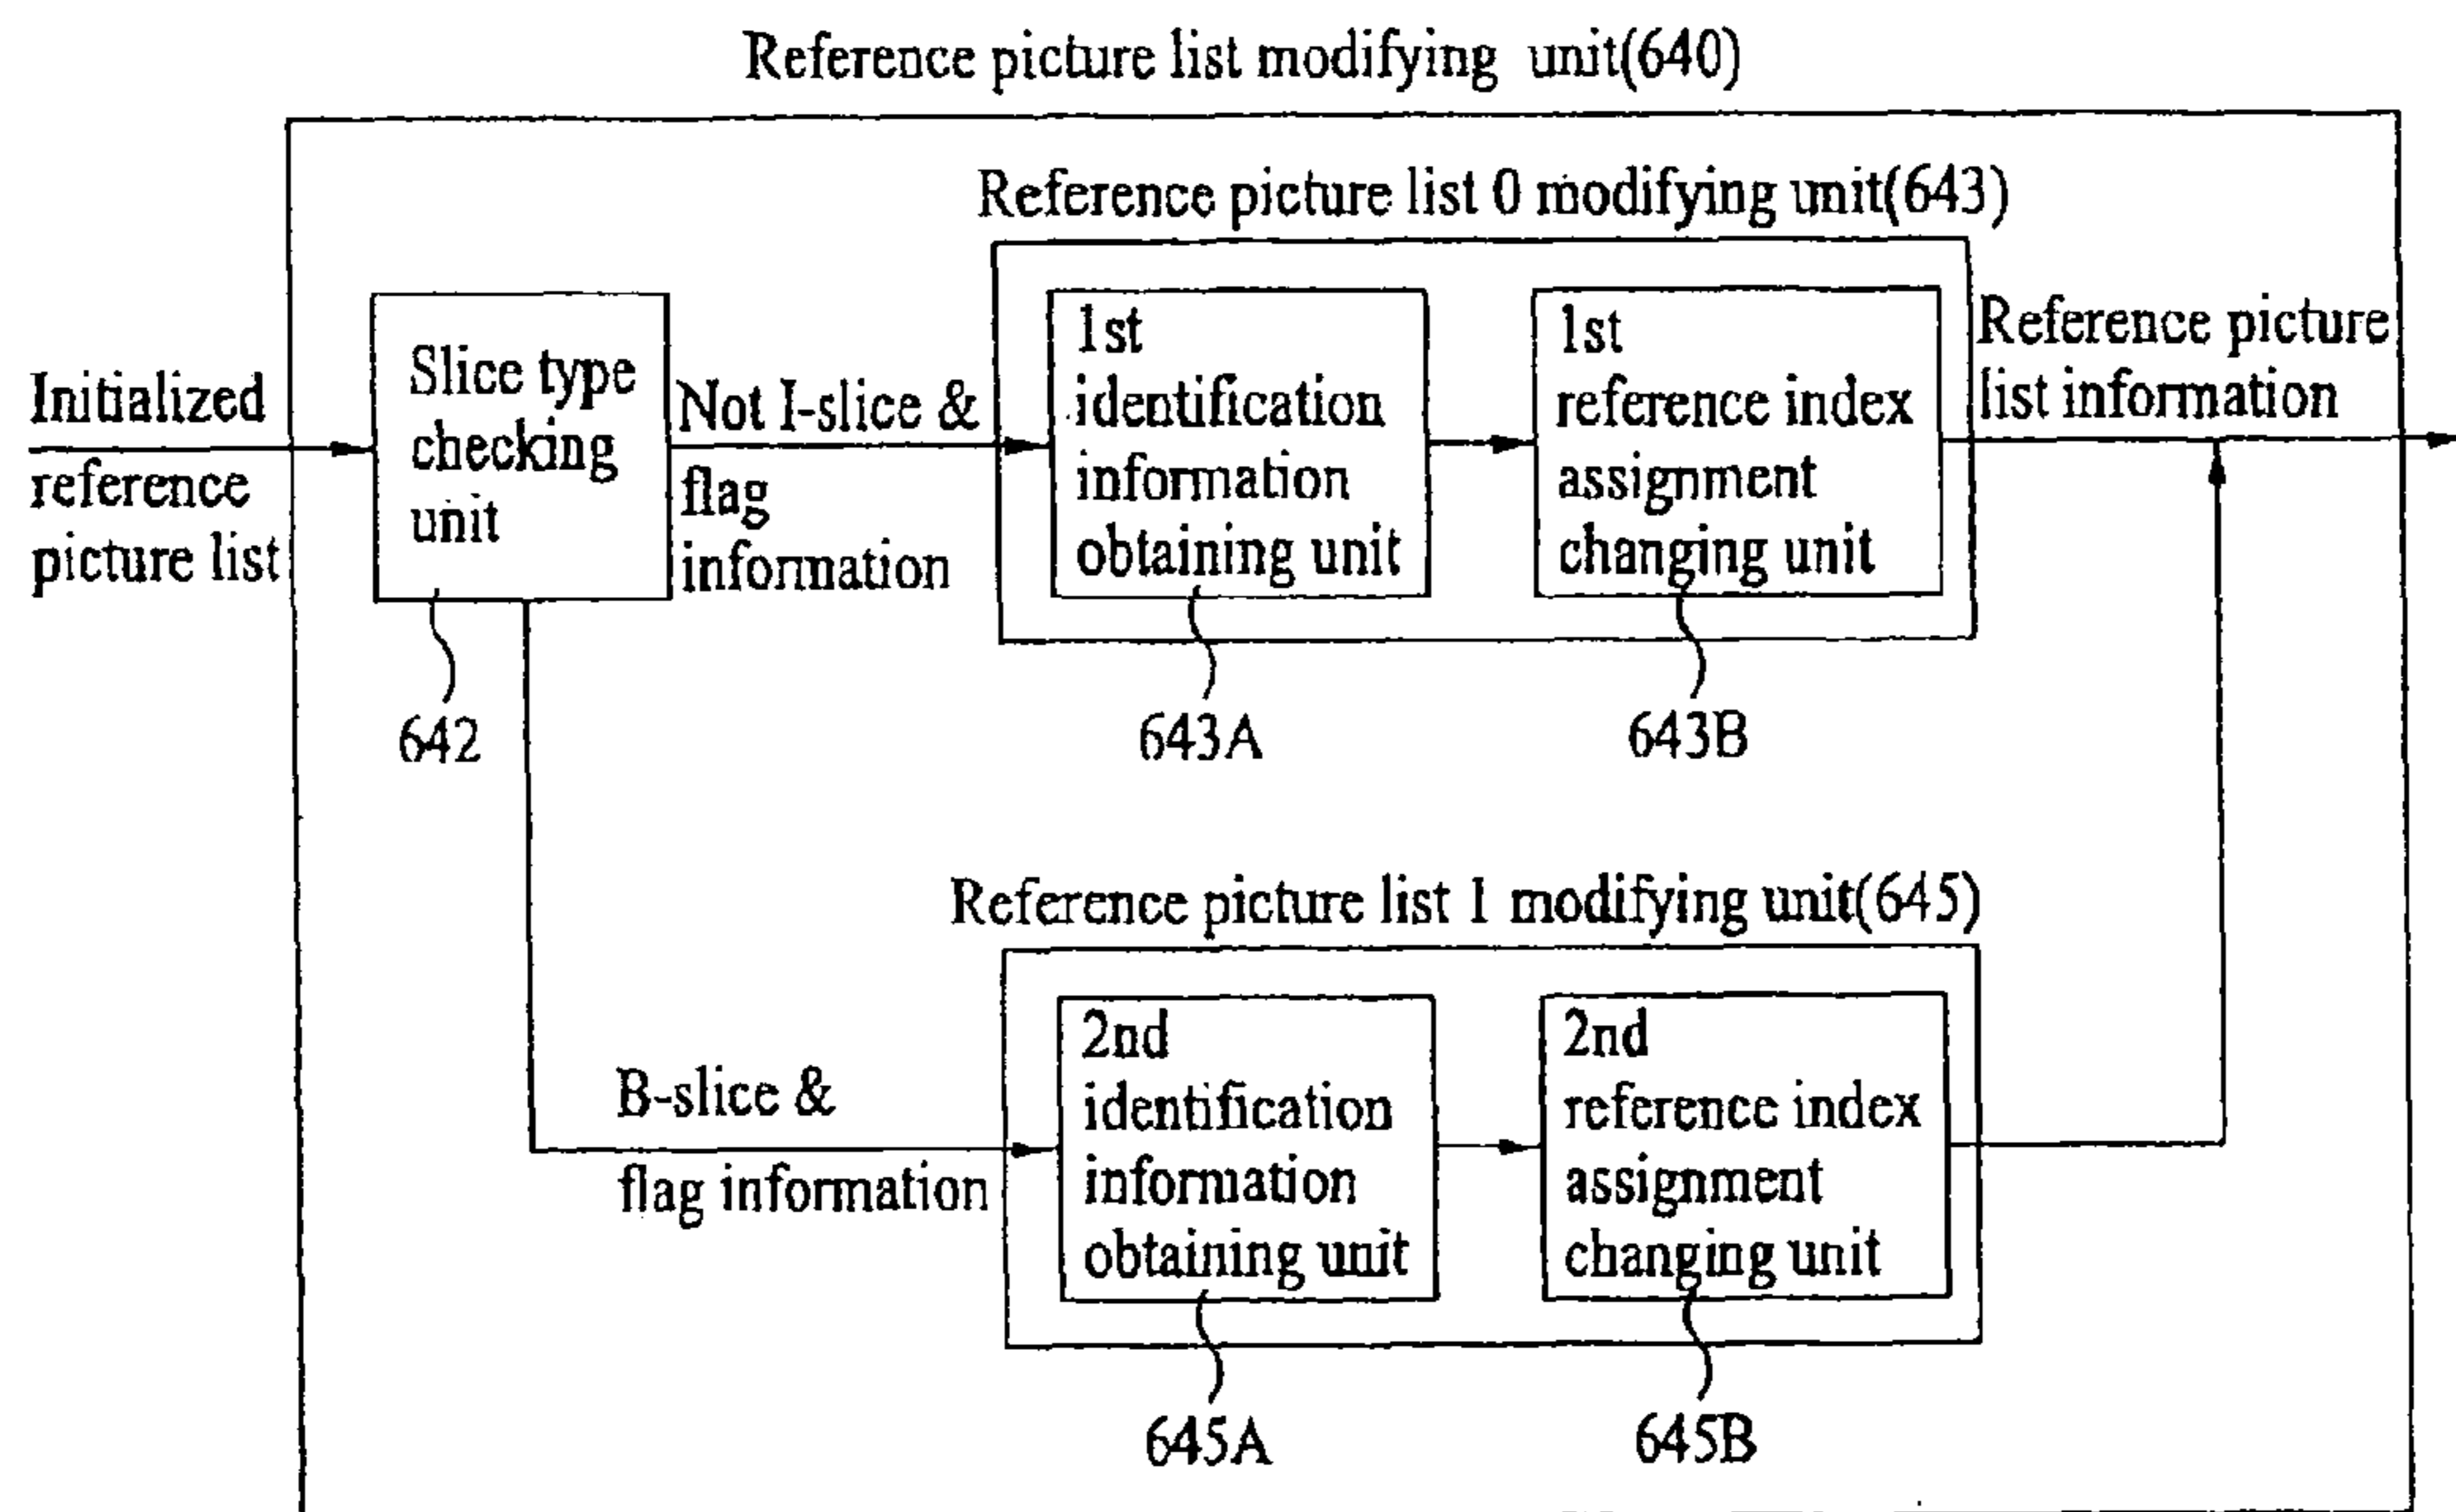 Reference picture list modifying unit(640)
Reference picture list 0 modifying unit(643)
Initialized
reference
picture list
Slice type
checking
unit
642
Not I-slice &
flag
information
1st
identification
information
obtaining unit
643A
1st
reference index
assignment
changing unit
643B
Reference picture
list information
Reference picture list 1 modifying unit(645)
B-slice &
flag information
2nd
identification
information
obtaining unit
645A
2nd
reference index
assignment
changing unit
645B